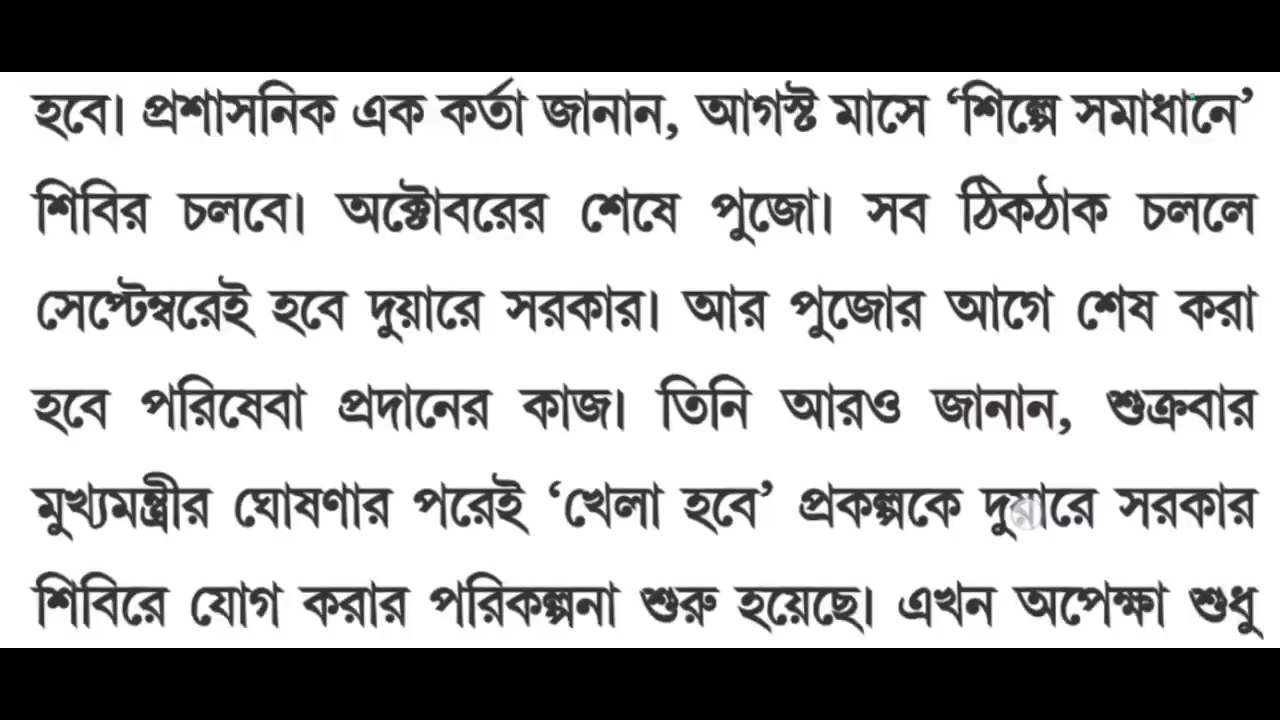 হবে। প্রশাসনিক এক কর্তা জানান, আগস্ট মাসে ‘শিল্পে সমাধানে’
শিবির চলবে। অক্টোবরের শেষে পুজো। সব ঠিকঠাক চললে
সেপ্টেম্বরেই হবে দুয়ারে সরকার। আর পুজোর আগে শেষ করা
হবে পরিষেবা প্রদানের কাজ। তিনি আরও জানান, শুক্রবার
মুখ্যমন্ত্রীর ঘোষণার পরেই ‘খেলা হবে’ প্রকল্পকে দুয়ারে সরকার
শিবিরে যোগ করার পরিকল্পনা শুরু হয়েছে। এখন অপেক্ষা শুধু